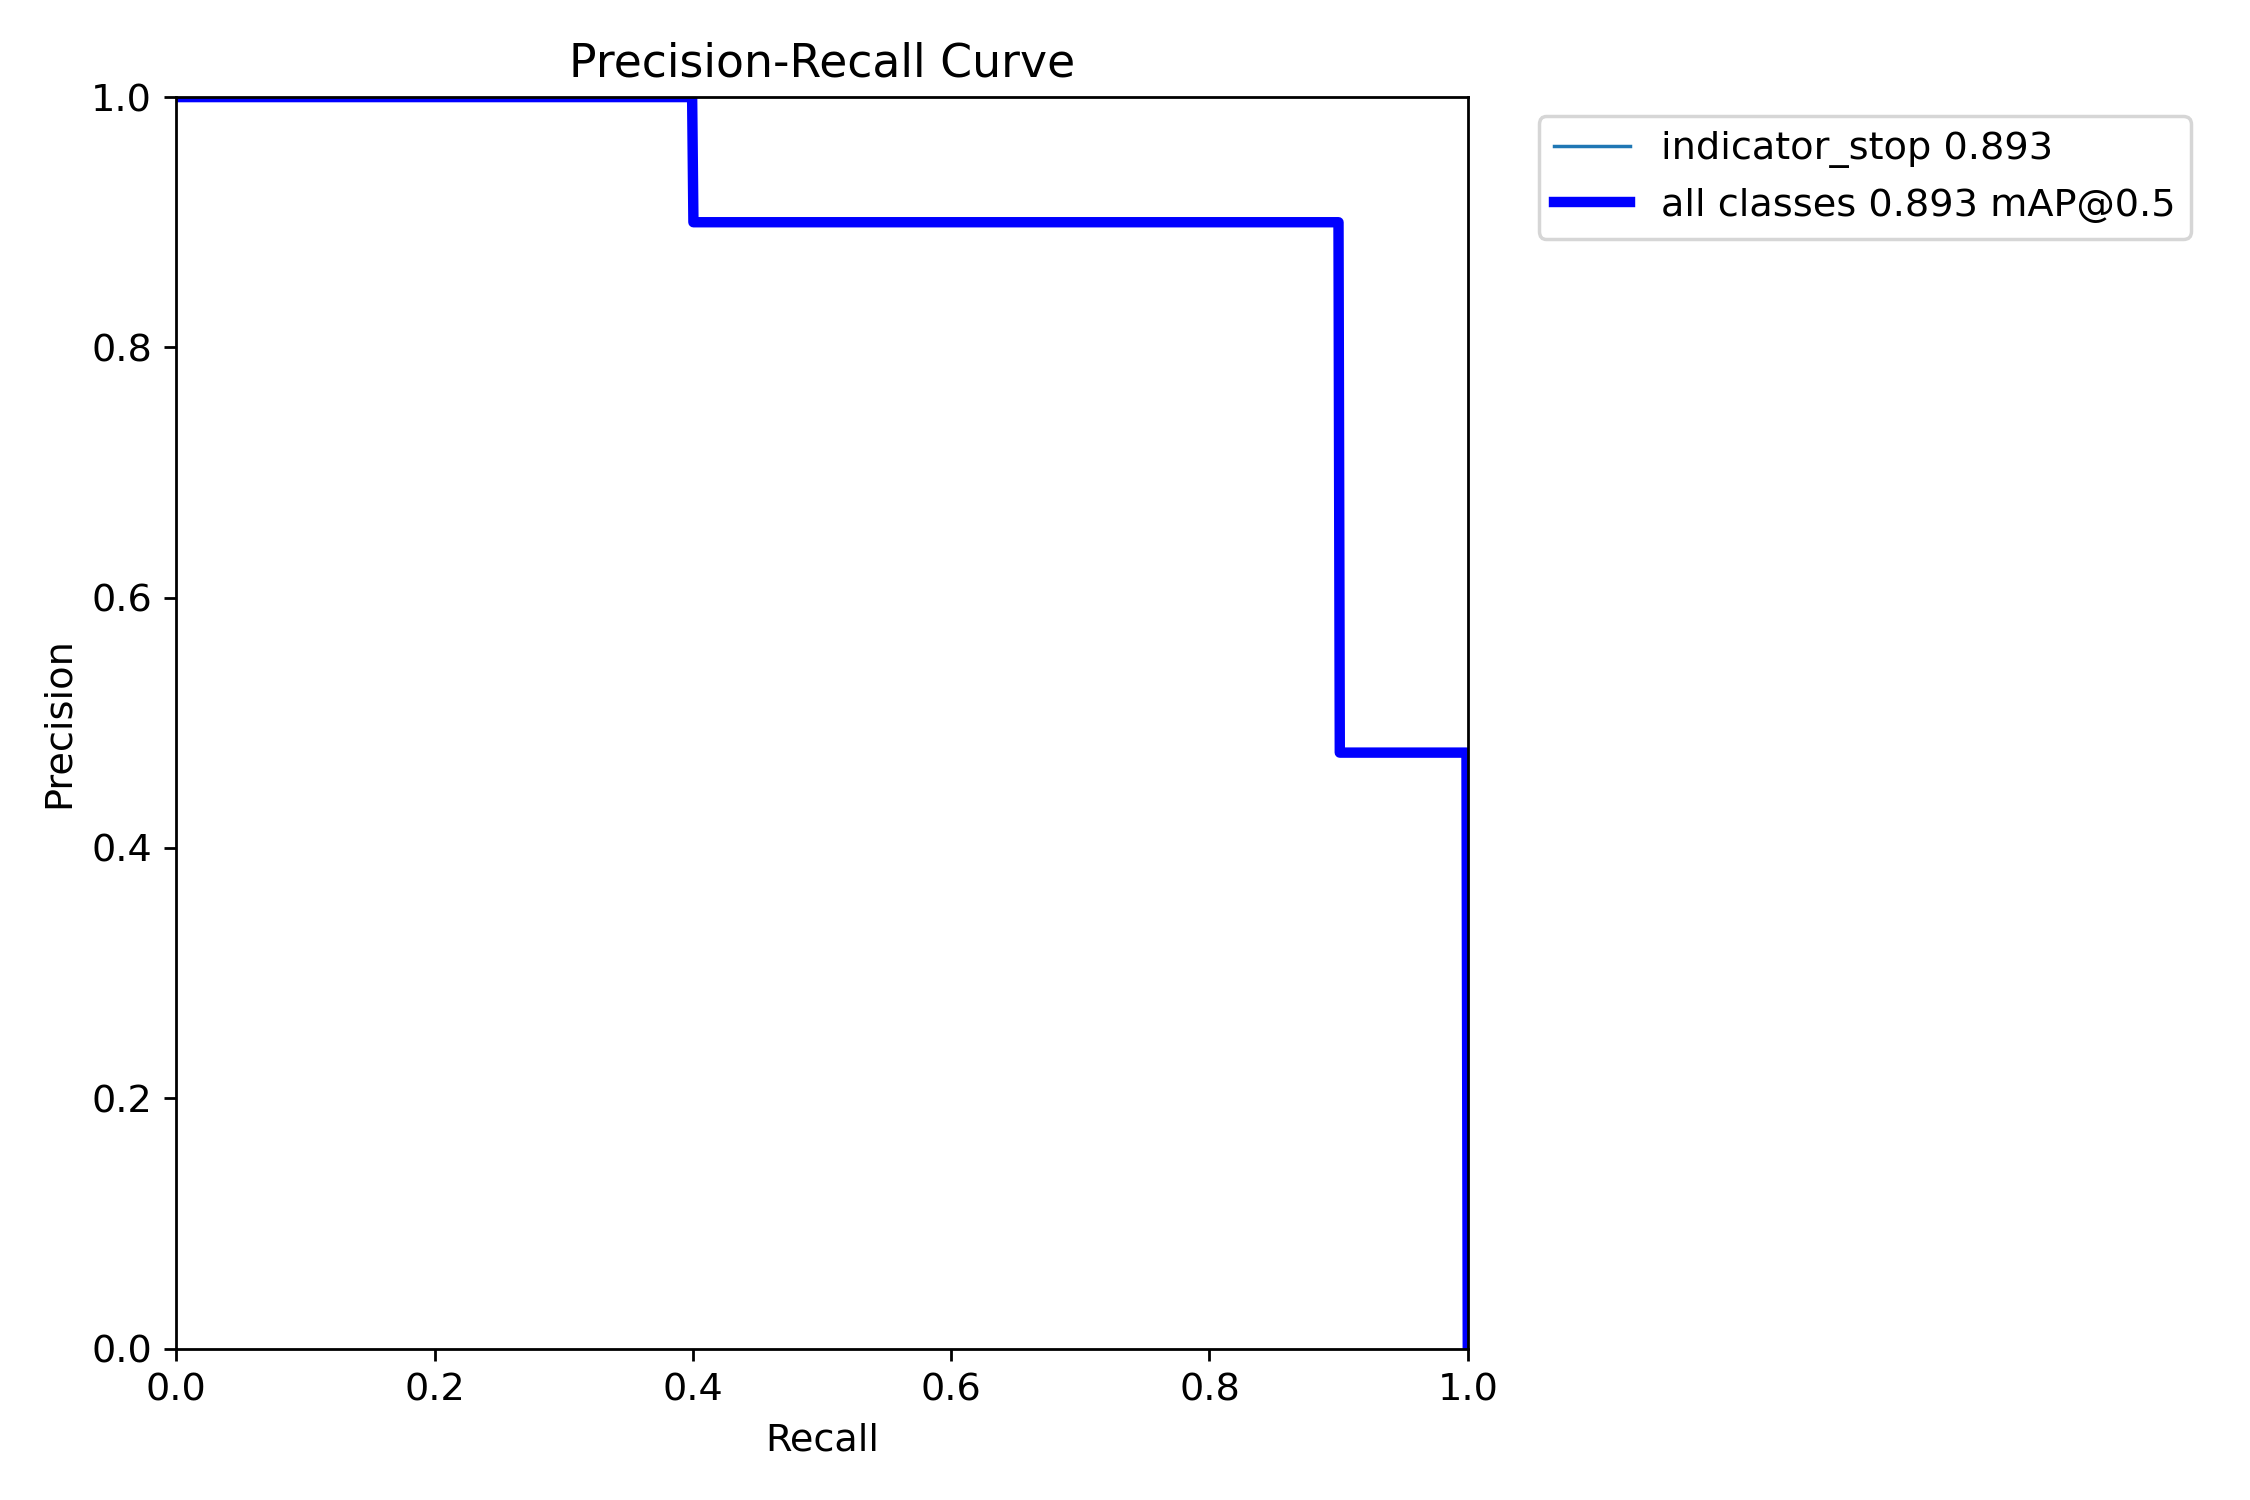 Precision-Recall Curve
indicator_stop 0.893
all classes 0.893 mAP@0.5
Precision
1.0
0.8
0.6
0.4
0.2
0.0
0.0 0.2 0.4 0.6 0.8 1.0
Recall